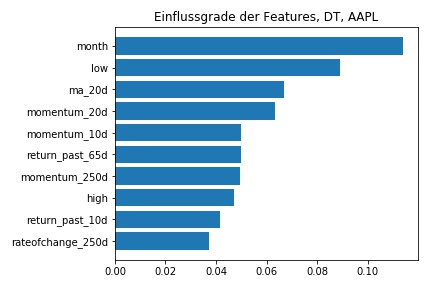 Einflussgrade der Features, DT, AAPL
month
low
ma_20d
momentum_20d
momentum_10d
return_past_65d
momentum_250d
high
return_past_10d
rateofchange_250d
0.00 0.02 0.04 0.06 0.08 0.10